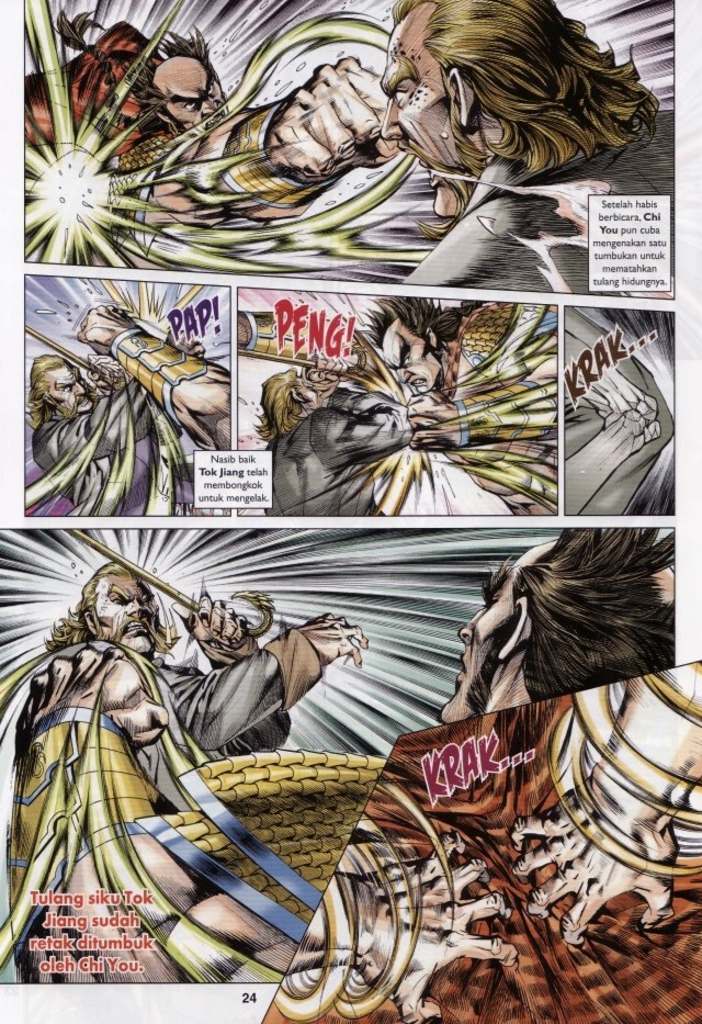 Setelah habis
berbicara, Chi
You pun cuba
mengenakan satu
tumbukan untuk
mematahkan
tulang hidungnya.
PAP!
Nasib baik
Tok Jiang telah
membongkok
untuk mengelak.
PENG!
KRAK...
KRAK...
Tulang siku Tok
Jiang sudah
retak ditumbuk
oleh Chi You.
24